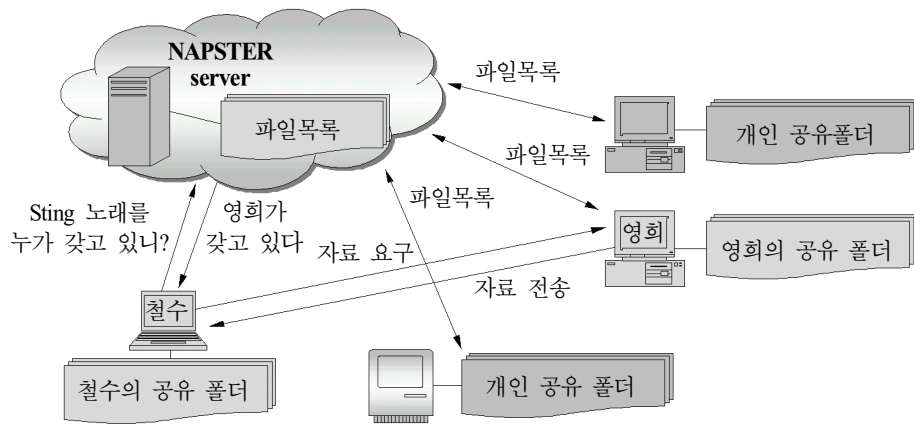 NAPSTER
server
파일목록
파일목록
개인 공유폴더
파일목록
파일목록
Sting 노래를
누가 갖고 있니?
영희가
갖고 있다
자료 요구
영희
영희의 공유 폴더
자료 전송
철수
철수의 공유 폴더
개인 공유 폴더